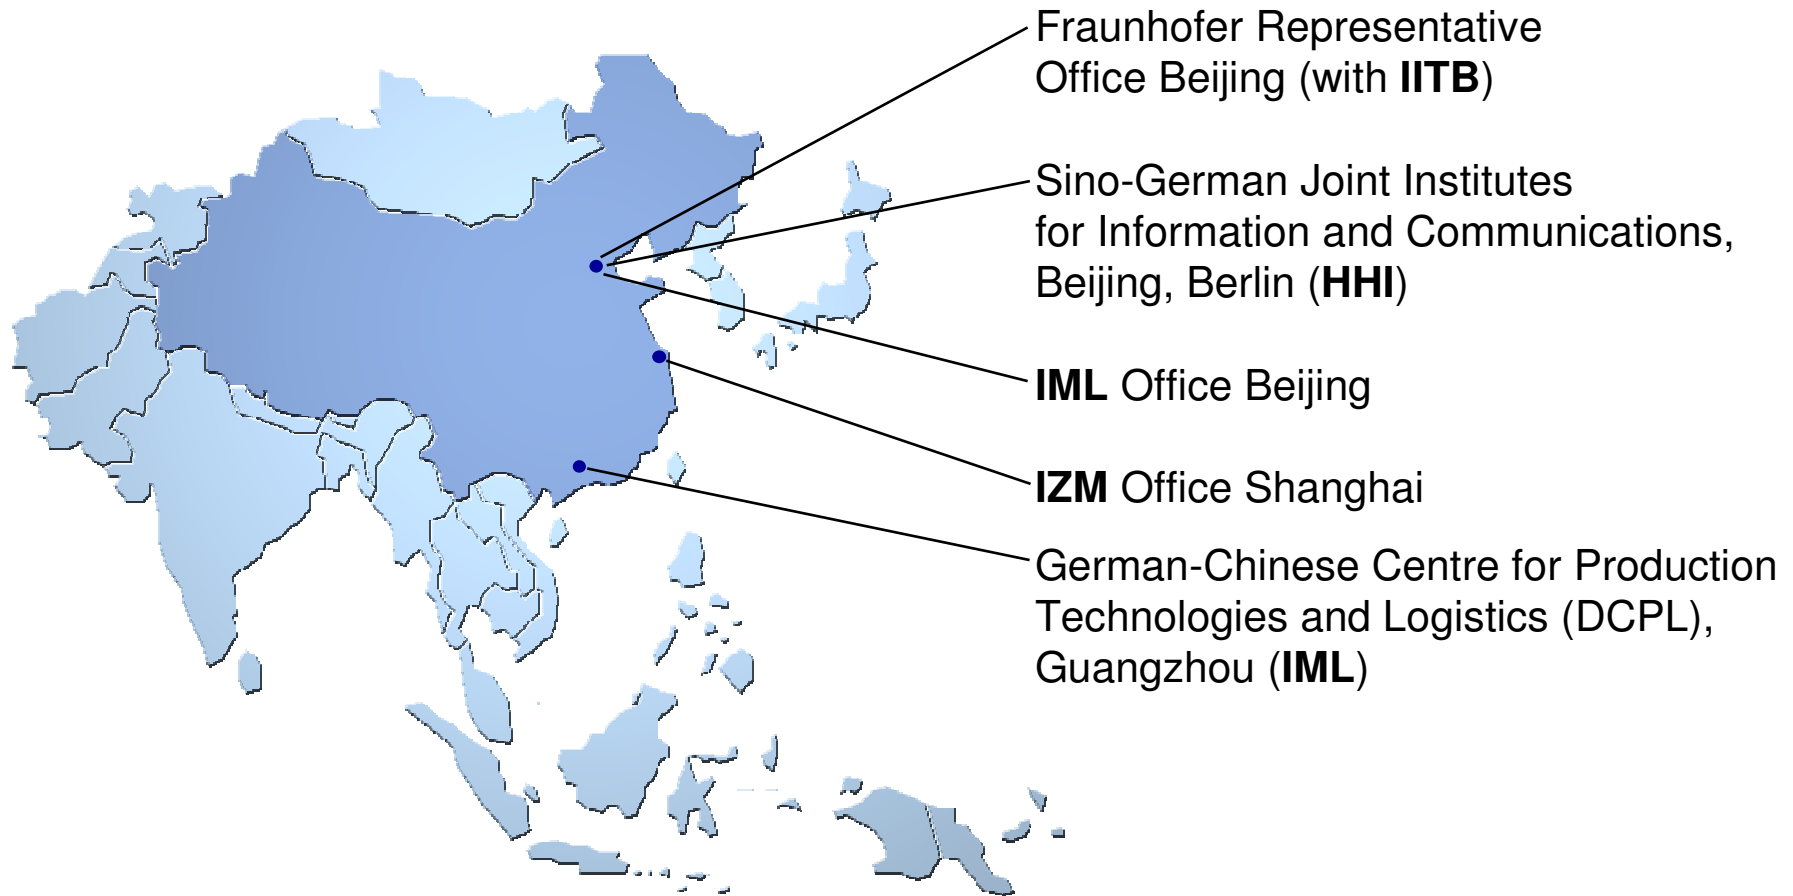 Fraunhofer Representative
Office Beijing (with IITB)
Sino-German Joint Institutes
for Information and Communications,
Beijing, Berlin (HHI)
IML Office Beijing
IZM Office Shanghai
German-Chinese Centre for Production
Technologies and Logistics (DCPL),
Guangzhou (IML)